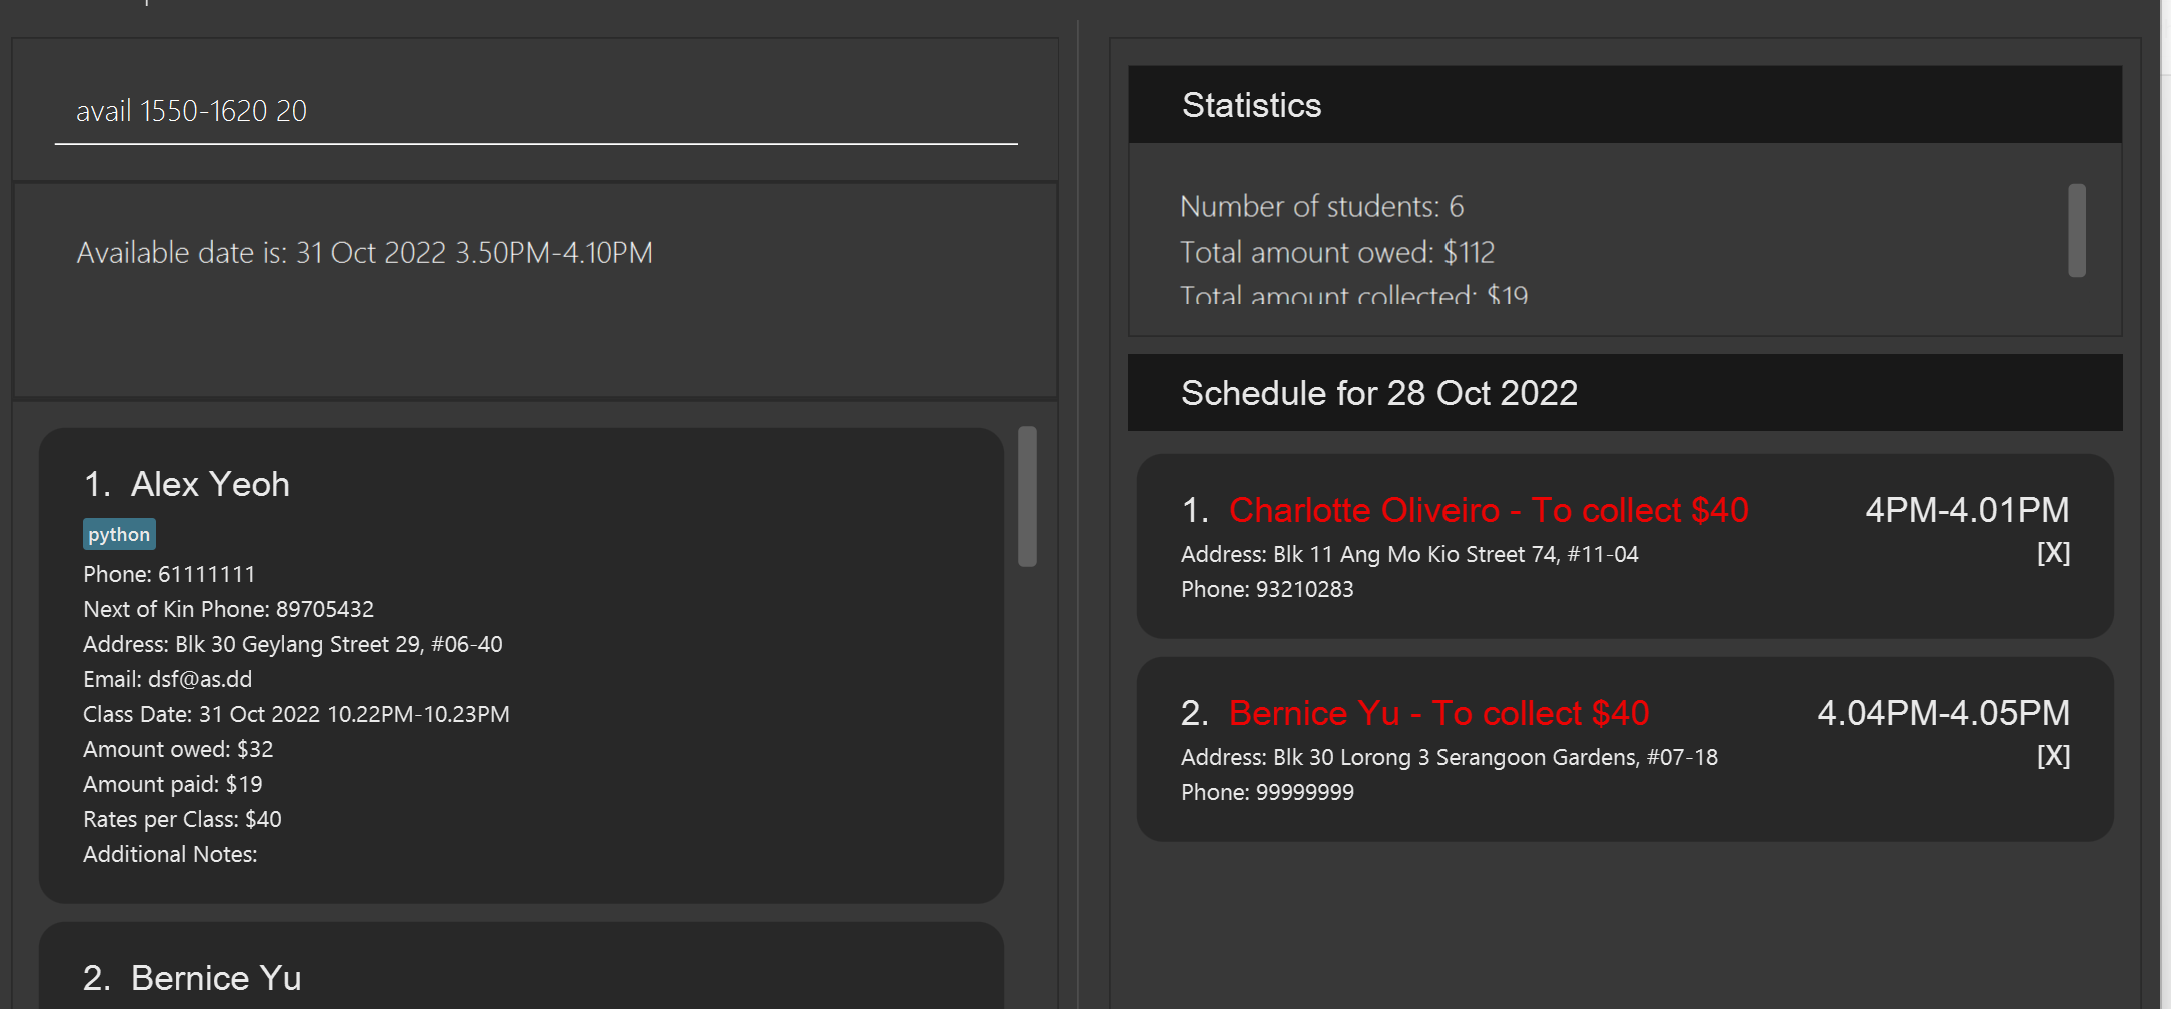 avail 1550-1620 20
Available date is: 31 Oct 2022 3.50PM-4.10PM
1. Alex Yeoh
python
Phone: 61111111
Next of Kin Phone: 89705432
Address: Blk 30 Geylang Street 29, #06-40
Email: dsf@as.dd
Class Date: 31 Oct 2022 10.22PM-10.23PM
Amount owed: $32
Amount paid: $19
Rates per Class: $40
Additional Notes:
2. Bernice Yu
Statistics
Number of students: 6
Total amount owed: $112
Total amount collected: $19
Schedule for 28 Oct 2022
1. Charlotte Oliveiro - To collect $40 4PM-4.01PM
Address: Blk 11 Ang Mo Kio Street 74, #11-04 [X]
Phone: 93210283
2. Bernice Yu - To collect $40 4.04PM-4.05PM
Address: Blk 30 Lorong 3 Serangoon Gardens, #07-18 [X]
Phone: 99999999